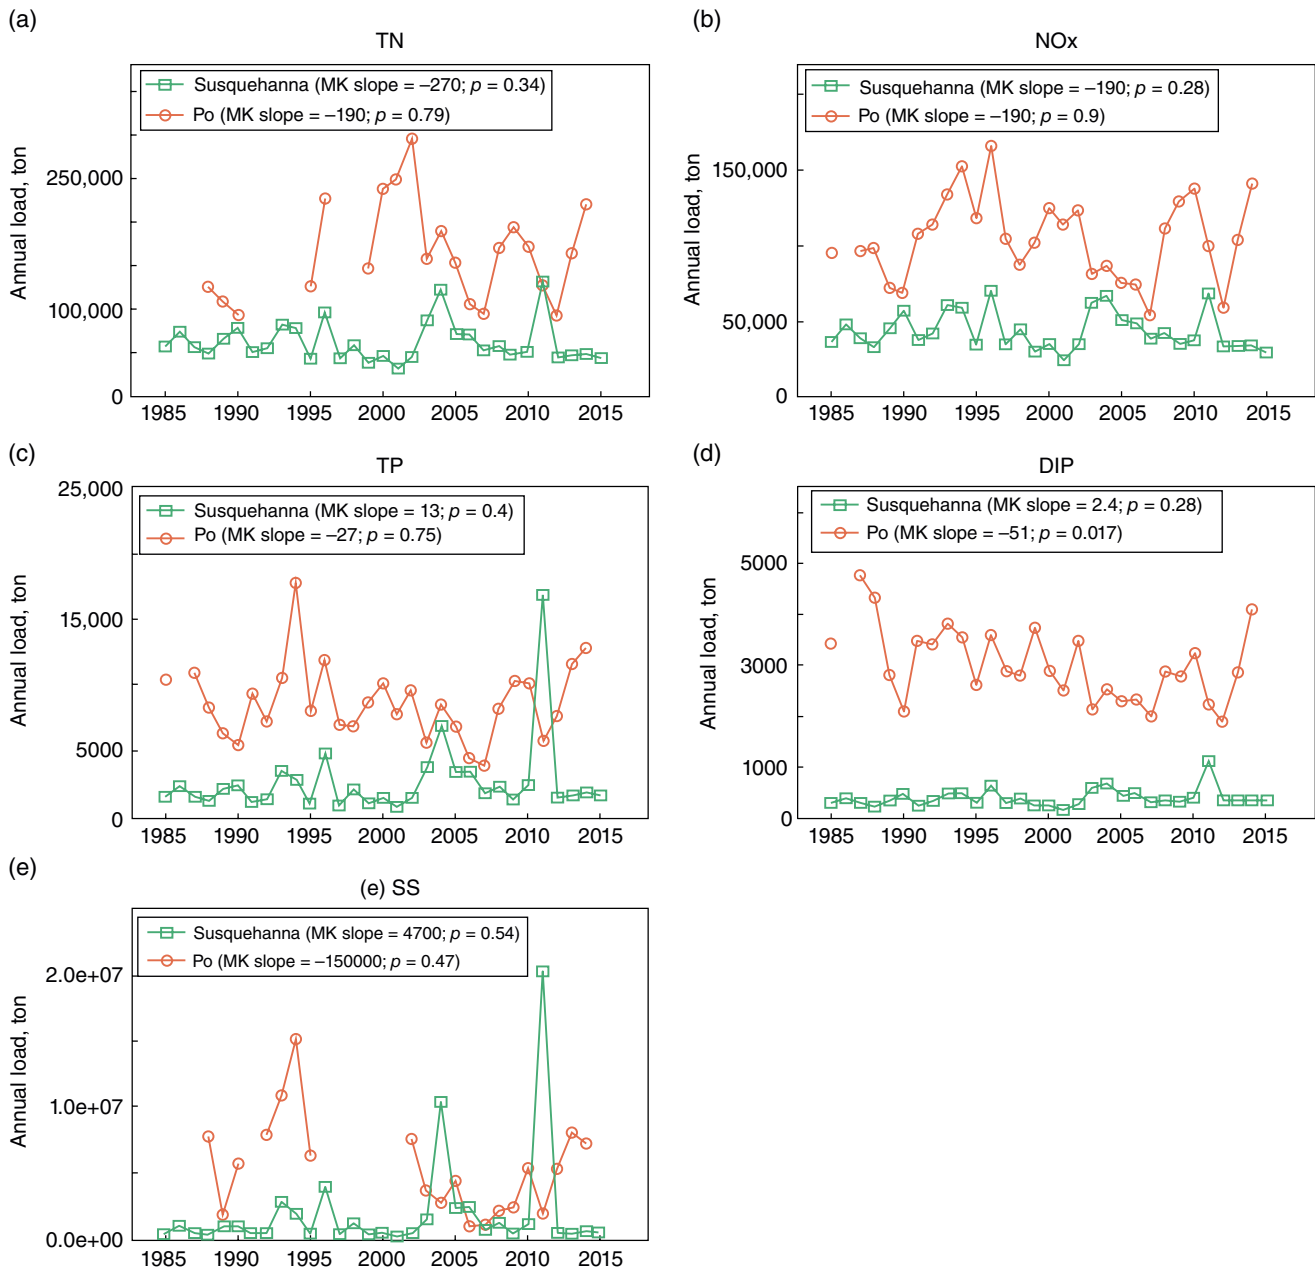 (a)
TN
Susquehanna (MK slope = –270; p = 0.34)
Po (MK slope = –190; p = 0.79)
Annual load, ton
250,000
100,000
0
1985 1990 1995 2000 2005 2010 2015
(b)
NOx
Susquehanna (MK slope = –190; p = 0.28)
Po (MK slope = –190; p = 0.9)
Annual load, ton
150,000
50,000
0
1985 1990 1995 2000 2005 2010 2015
(c)
TP
Susquehanna (MK slope = 13; p = 0.4)
Po (MK slope = –27; p = 0.75)
Annual load, ton
25,000
15,000
5000
0
1985 1990 1995 2000 2005 2010 2015
(d)
DIP
Susquehanna (MK slope = 2.4; p = 0.28)
Po (MK slope = –51; p = 0.017)
Annual load, ton
5000
3000
1000
0
1985 1990 1995 2000 2005 2010 2015
(e)
(e) SS
Susquehanna (MK slope = 4700; p = 0.54)
Po (MK slope = –150000; p = 0.47)
Annual load, ton
2.0e+07
1.0e+07
0.0e+00
1985 1990 1995 2000 2005 2010 2015